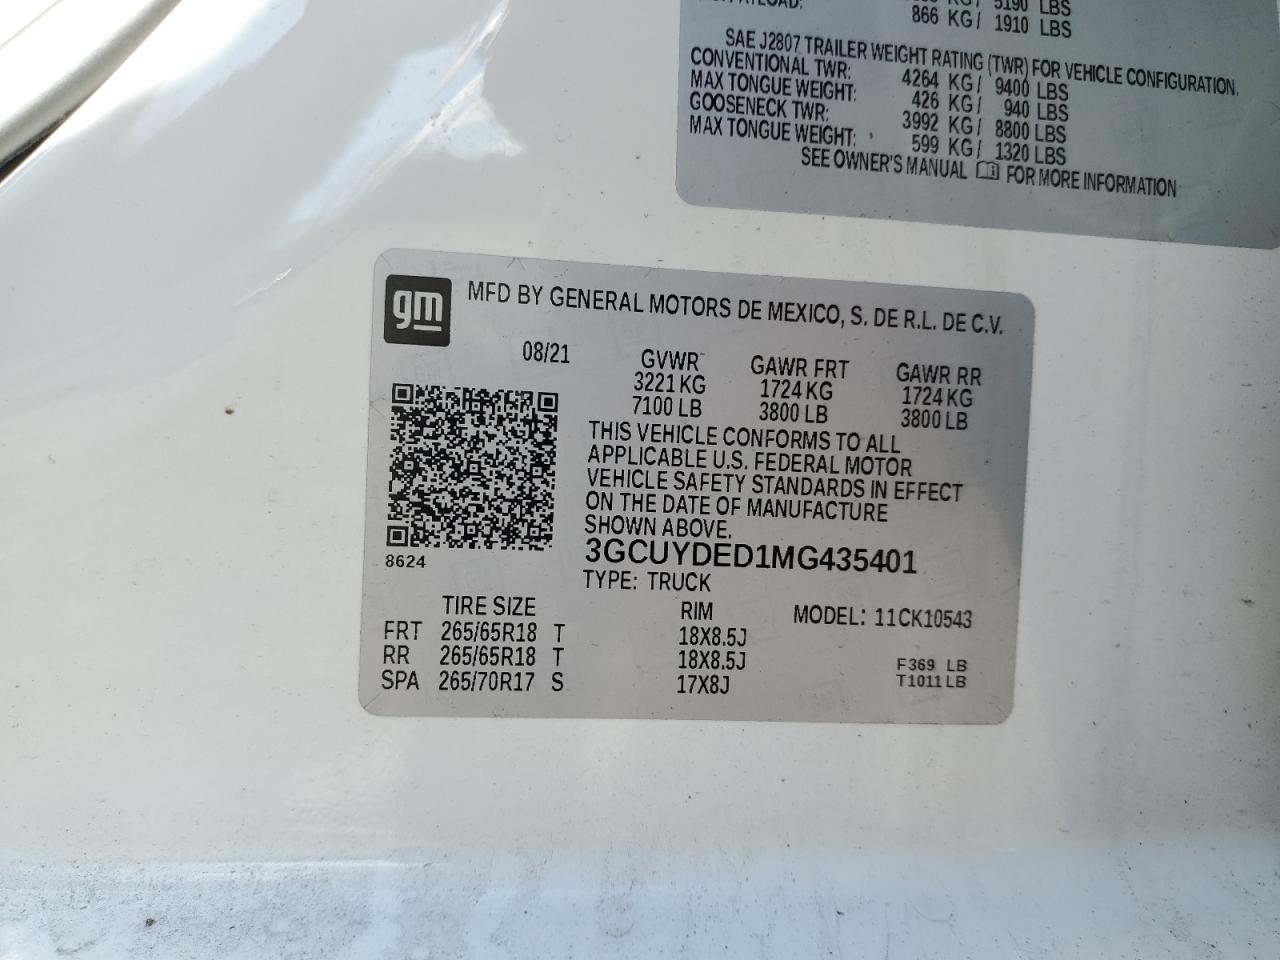 5190 LBS
866 KG/ 1910 LBS
SAE J2807 TRAILER WEIGHT RATING (TWR) FOR VEHICLE CONFIGURATION.
CONVENTIONAL TWR: 4264 KG/ 9400 LBS
MAX TONGUE WEIGHT: 426 KG/ 940 LBS
GOOSENECK TWR: 3992 KG/ 8800 LBS
MAX TONGUE WEIGHT: 599 KG/ 1320 LBS
SEE OWNER'S MANUAL FOR MORE INFORMATION
gm MFD BY GENERAL MOTORS DE MEXICO, S. DE R.L. DE C.V.
08/21 GVWR GAWR FRT GAWR RR
3221 KG 1724 KG 1724 KG
7100 LB 3800 LB 3800 LB
THIS VEHICLE CONFORMS TO ALL
APPLICABLE U.S. FEDERAL MOTOR
VEHICLE SAFETY STANDARDS IN EFFECT
ON THE DATE OF MANUFACTURE
SHOWN ABOVE.
3GCUYDED1MG435401
8624
TYPE: TRUCK
TIRE SIZE RIM MODEL: 11CK10543
FRT 265/65R18 T 18X8.5J
RR 265/65R18 T 18X8.5J
SPA 265/70R17 S 17X8J
F369 LB
T1011LB